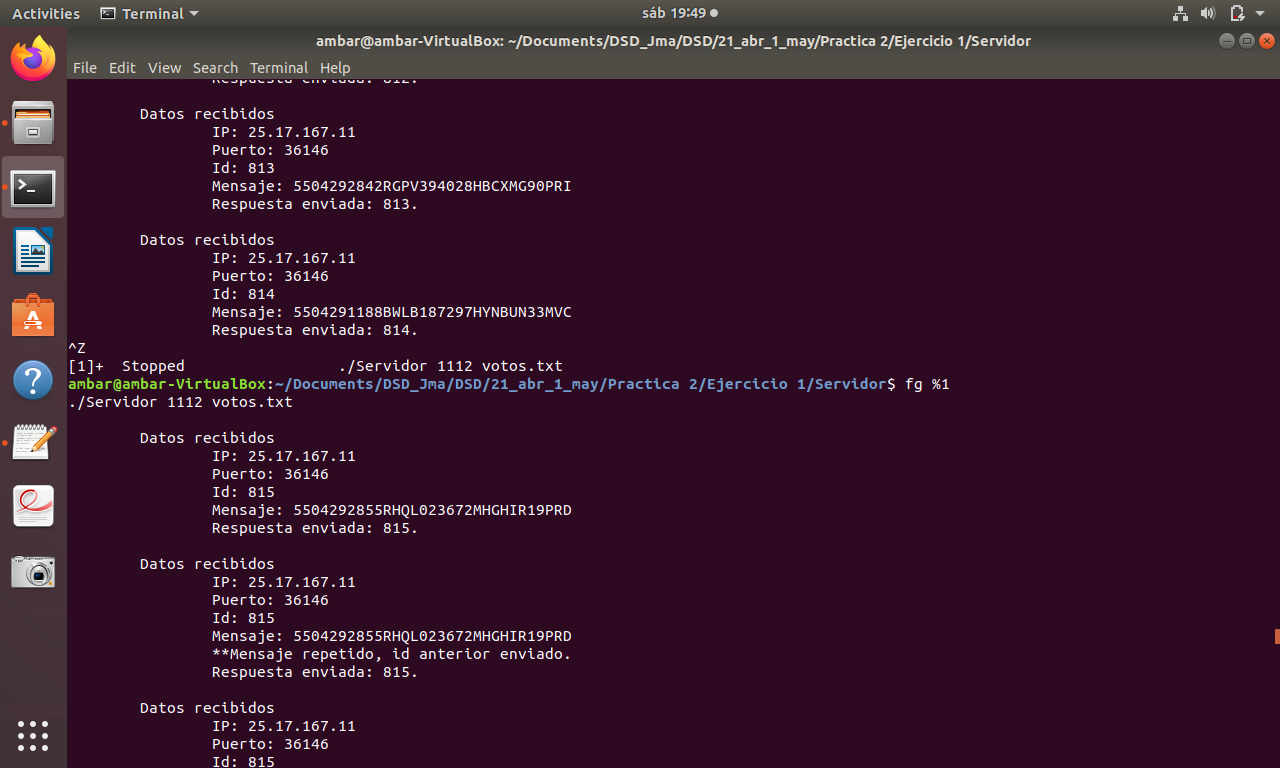 Activities Terminal sáb 19:49
ambar@ambar-VirtualBox: ~/Documents/DSD_Jma/DSD/21_abr_1_may/Practica 2/Ejercicio 1/Servidor
File Edit View Search Terminal Help
Respuesta enviada: 812.
Datos recibidos
IP: 25.17.167.11
Puerto: 36146
Id: 813
Mensaje: 5504292842RGPV394028HBCXMG90PRI
Respuesta enviada: 813.
Datos recibidos
IP: 25.17.167.11
Puerto: 36146
Id: 814
Mensaje: 5504291188BWLB187297HYNBUN33MVC
Respuesta enviada: 814.
^Z
[1]+ Stopped ./Servidor 1112 votos.txt
ambar@ambar-VirtualBox:~/Documents/DSD_Jma/DSD/21_abr_1_may/Practica 2/Ejercicio 1/Servidor$ fg %1
./Servidor 1112 votos.txt
Datos recibidos
IP: 25.17.167.11
Puerto: 36146
Id: 815
Mensaje: 5504292855RHQL023672MHGHIR19PRD
Respuesta enviada: 815.
Datos recibidos
IP: 25.17.167.11
Puerto: 36146
Id: 815
Mensaje: 5504292855RHQL023672MHGHIR19PRD
**Mensaje repetido, id anterior enviado.
Respuesta enviada: 815.
Datos recibidos
IP: 25.17.167.11
Puerto: 36146
Id: 815